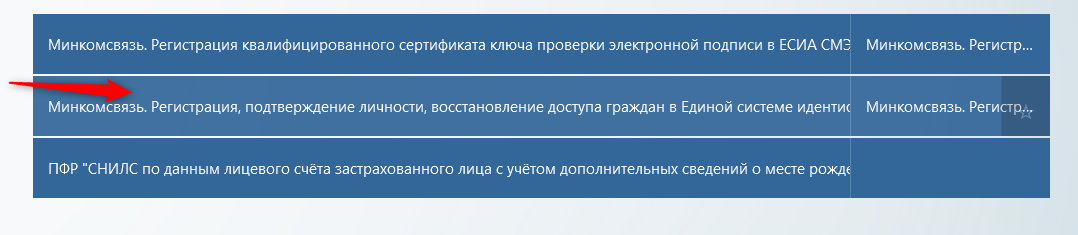 Минкомсвязь. Регистрация квалифицированного сертификата ключа проверки электронной подписи в ЕСИА СМЭ
Минкомсвязь. Регистр...
Минкомсвязь. Регистрация, подтверждение личности, восстановление доступа граждан в Единой системе иденти
Минкомсвязь. Регистр...
ПФР "СНИЛС по данным лицевого счёта застрахованного лица с учётом дополнительных сведений о месте рожде